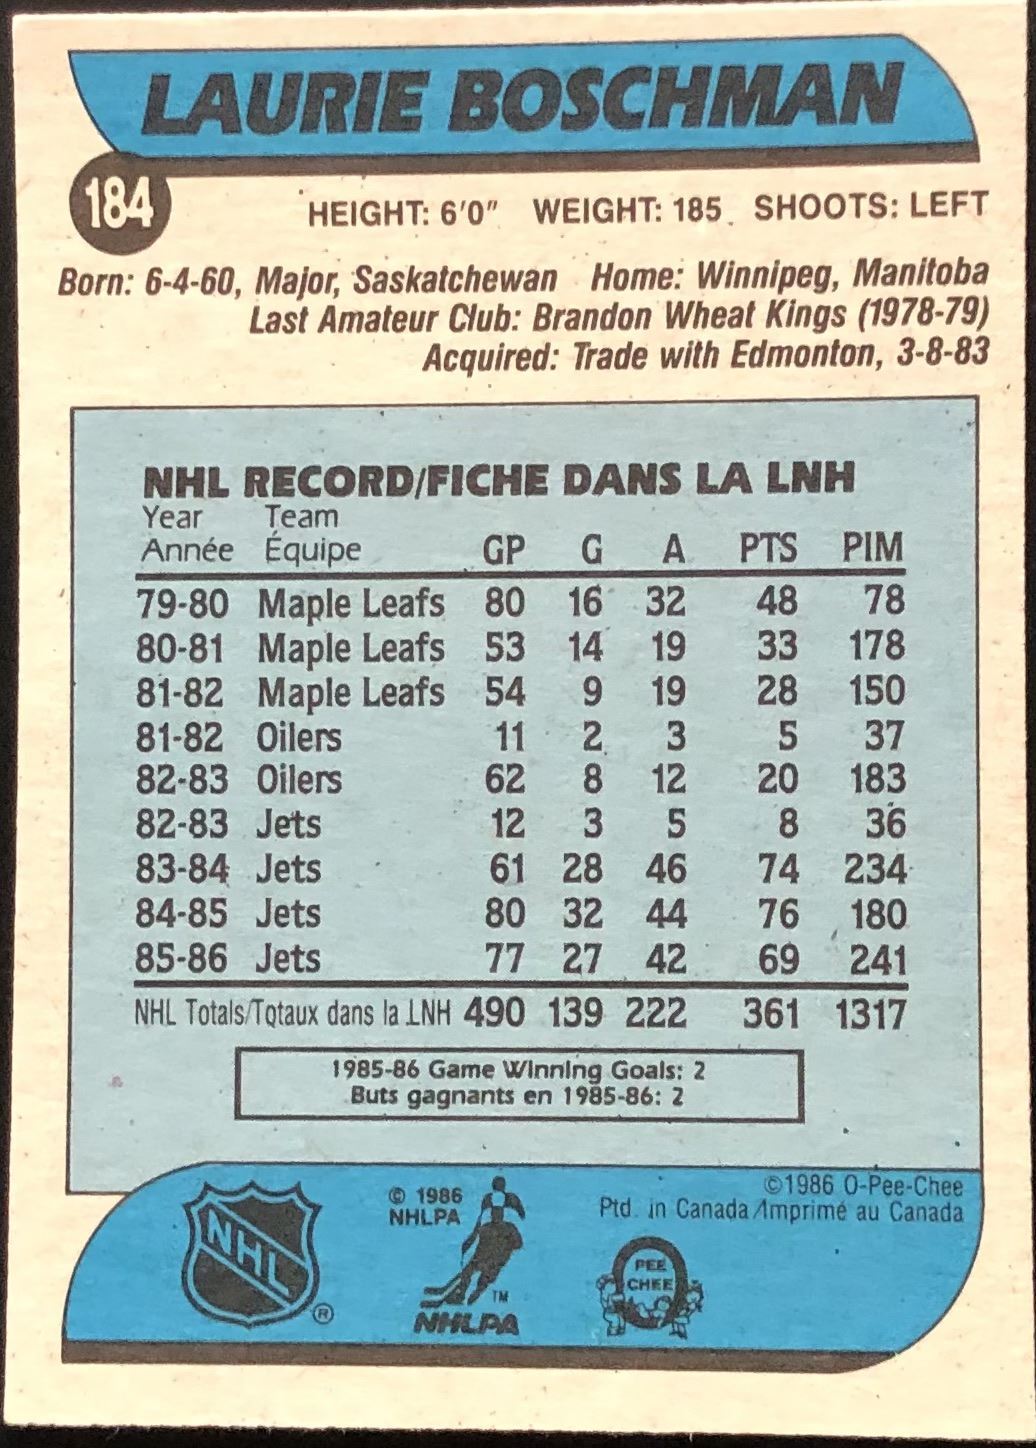 LAURIE BOSCHMAN
184
HEIGHT: 6'0" WEIGHT: 185 SHOOTS: LEFT
Born: 6-4-60, Major, Saskatchewan Home: Winnipeg, Manitoba
Last Amateur Club: Brandon Wheat Kings (1978-79)
Acquired: Trade with Edmonton, 3-8-83
NHL RECORD/FICHE DANS LA LNH
Year Team
Année Équipe GP G A PTS PIM
79-80 Maple Leafs 80 16 32 48 78
80-81 Maple Leafs 53 14 19 33 178
81-82 Maple Leafs 54 9 19 28 150
81-82 Oilers 11 2 3 5 37
82-83 Oilers 62 8 12 20 183
82-83 Jets 12 3 5 8 36
83-84 Jets 61 28 46 74 234
84-85 Jets 80 32 44 76 180
85-86 Jets 77 27 42 69 241
NHL Totals/Totaux dans la LNH 490 139 222 361 1317
1985-86 Game Winning Goals: 2
Buts gagnants en 1985-86: 2
©1986 O-Pee-Chee
Ptd. in Canada/Imprimé au Canada
© 1986
NHLPA
NHL
®
TM
NHLPA
PEE
CHEE